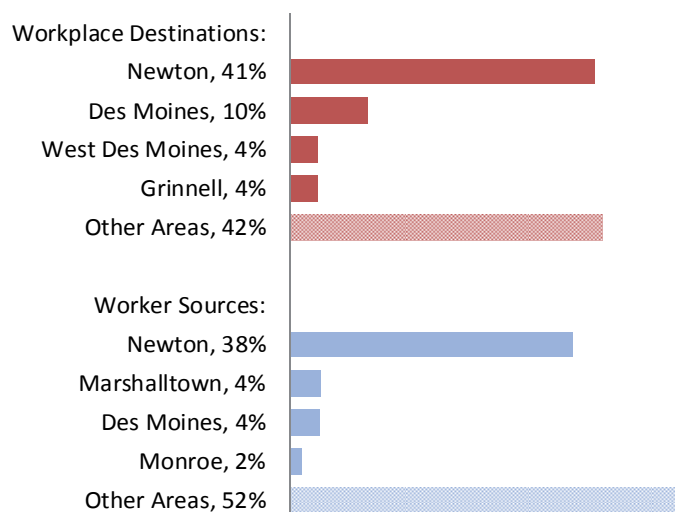 Workplace Destinations:
Newton, 41%
Des Moines, 10%
West Des Moines, 4%
Grinnell, 4%
Other Areas, 42%
Worker Sources:
Newton, 38%
Marshalltown, 4%
Des Moines, 4%
Monroe, 2%
Other Areas, 52%